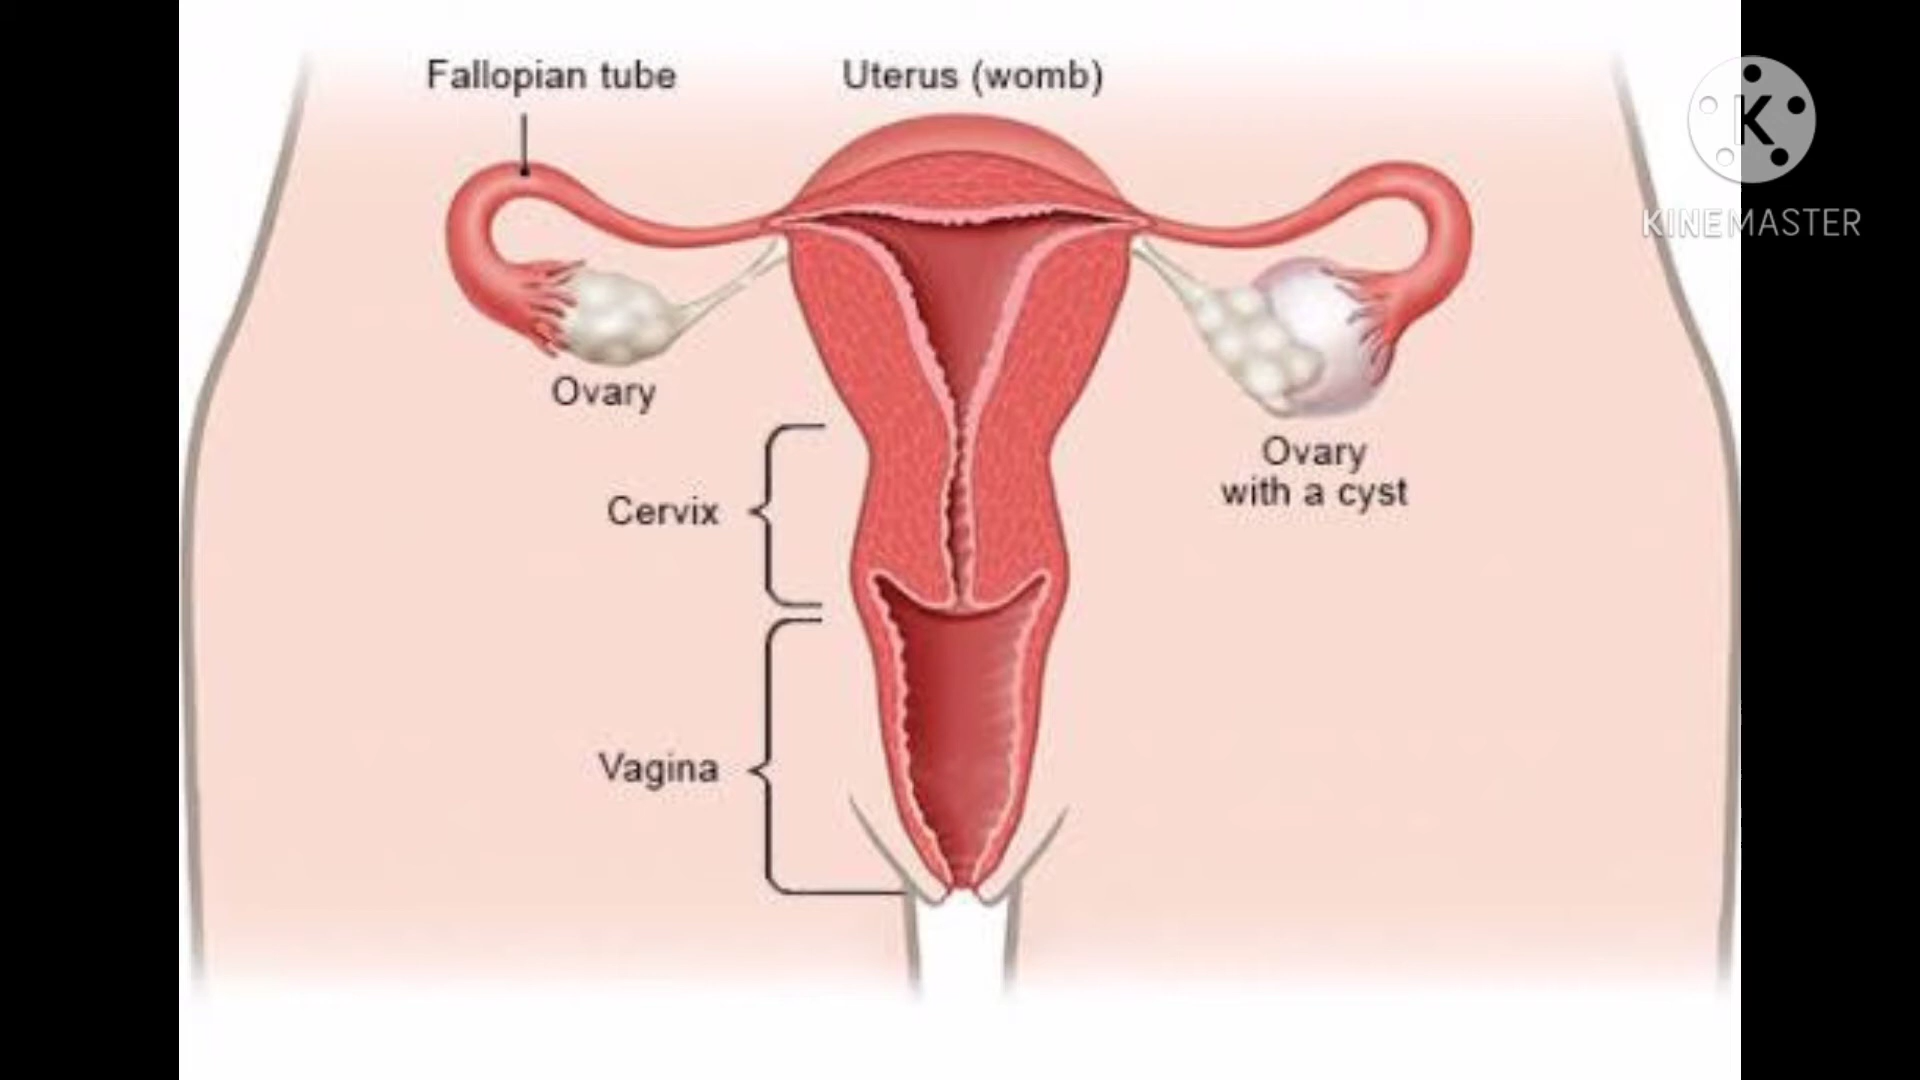 Fallopian tube
Uterus (womb)
K
KINEMASTER
Ovary
Ovary
with a cyst
Cervix
Vagina